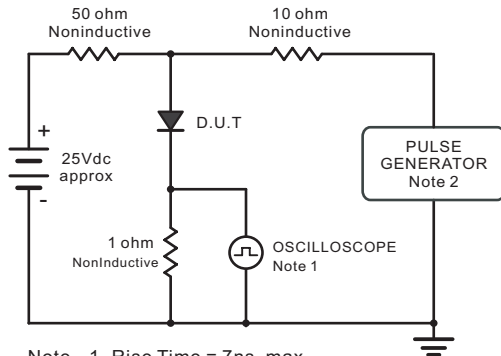 50 ohm
Noninductive
10 ohm
Noninductive
D.U.T
+
25Vdc
approx
-
PULSE
GENERATOR
Note 2
1 ohm
NonInductive
OSCILLOSCOPE
Note 1
Note 1. Rise Time = 7ns max